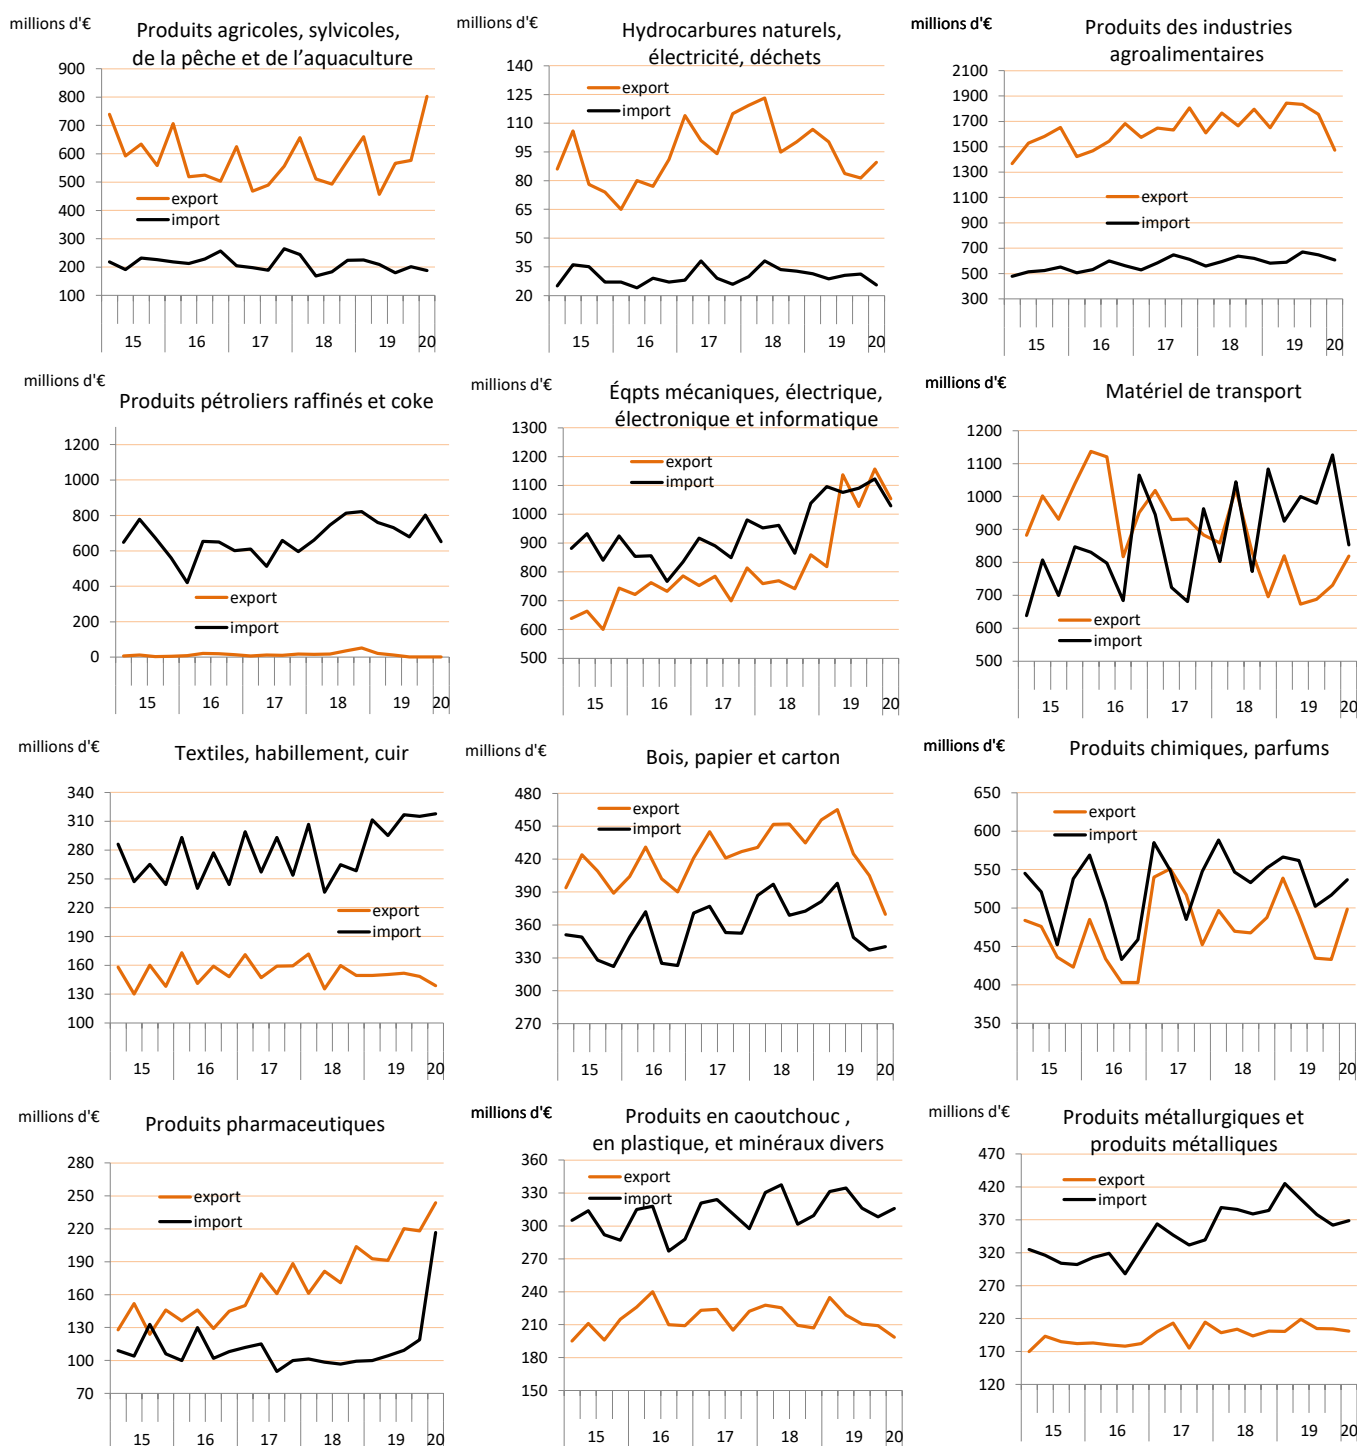 millions d'€
Produits agricoles, sylvicoles,
de la pêche et de l'aquaculture
900
800
700
600
500
400
300
200
100
export
import
15 16 17 18 19 20
Hydrocarbures naturels,
électricité, déchets
millions d'€
140
125
110
95
80
65
50
35
20
export
import
15 16 17 18 19 20
millions d'€
Produits des industries
agroalimentaires
2100
1900
1700
1500
1300
1100
900
700
500
300
export
import
15 16 17 18 19 20
millions d'€
Produits pétroliers raffinés et coke
1200
1000
800
600
400
200
0
export
import
15 16 17 18 19 20
millions d'€
Éqpts mécaniques, électrique,
électronique et informatique
1300
1200
1100
1000
900
800
700
600
500
export
import
15 16 17 18 19 20
millions d'€
Matériel de transport
1200
1100
1000
900
800
700
600
500
export
import
15 16 17 18 19 20
millions d'€
Textiles, habillement, cuir
340
310
280
250
220
190
160
130
100
export
import
15 16 17 18 19 20
millions d'€
Bois, papier et carton
480
450
420
390
360
330
300
270
export
import
15 16 17 18 19 20
millions d'€
Produits chimiques, parfums
650
600
550
500
450
400
350
export
import
15 16 17 18 19 20
millions d'€
Produits pharmaceutiques
280
250
220
190
160
130
100
70
export
import
15 16 17 18 19 20
millions d'€
Produits en caoutchouc ,
en plastique, et minéraux divers
360
330
300
270
240
210
180
150
export
import
15 16 17 18 19 20
millions d'€
Produits métallurgiques et
produits métalliques
470
420
370
320
270
220
170
120
export
import
15 16 17 18 19 20